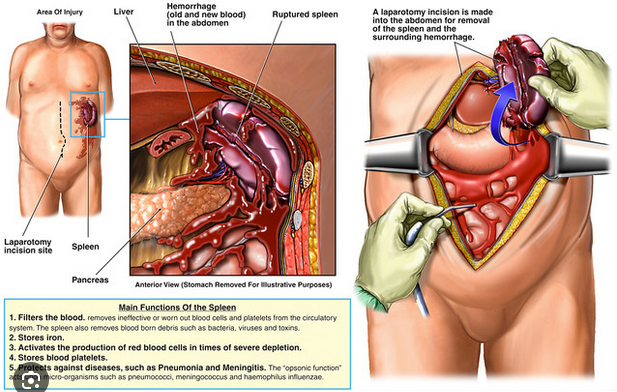 Area Of Injury
Liver
Hemorrhage
(old and new blood)
in the abdomen
Ruptured spleen
Laparotomy
incision site
Spleen
Pancreas
Anterior View (Stomach Removed For Illustrative Purposes)
A laparotomy incision is made
into the abdomen for removal
of the spleen and the
surrounding hemorrhage.
Main Functions Of the Spleen
1. Filters the blood. removes ineffective or worn out blood cells and platelets from the circulatory
system. The spleen also removes blood born debris such as bacteria, viruses and toxins.
2. Stores iron.
3. Activates the production of red blood cells in times of severe depletion.
4. Stores blood platelets.
5. Protects against diseases, such as Pneumonia and Meningitis. The "opsonic function"
micro-organisms such as pneumococci, meningococcus and haemophilus influenzae.